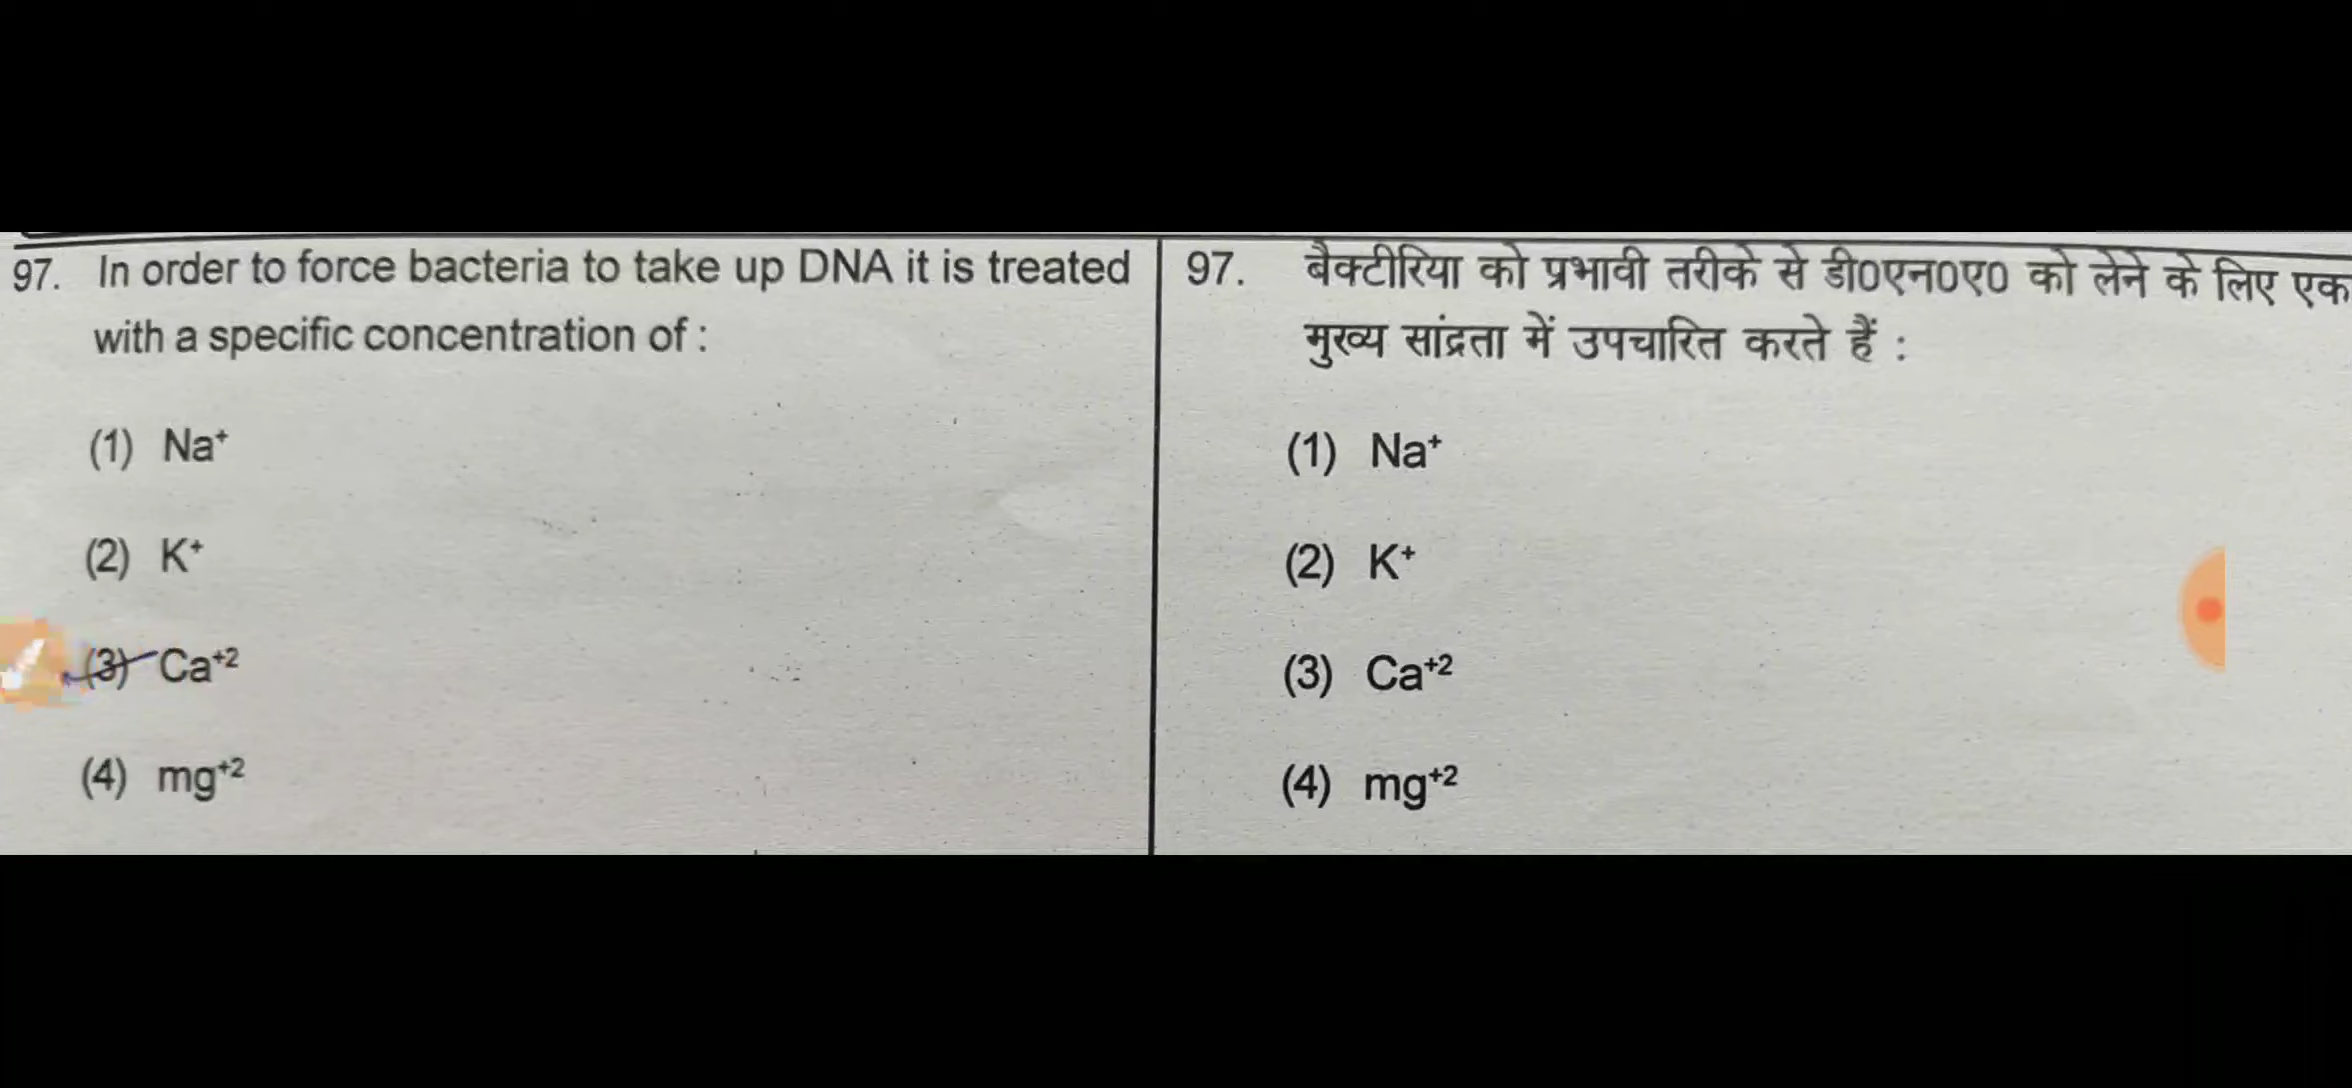 97. In order to force bacteria to take up DNA it is treated
with a specific concentration of :
(1) Na⁺
(2) K⁺
(3) Ca⁺²
(4) mg⁺²
97. बैक्टीरिया को प्रभावी तरीके से डी0एन0ए0 को लेने के लिए एक
मुख्य सांद्रता में उपचारित करते हैं :
(1) Na⁺
(2) K⁺
(3) Ca⁺²
(4) mg⁺²